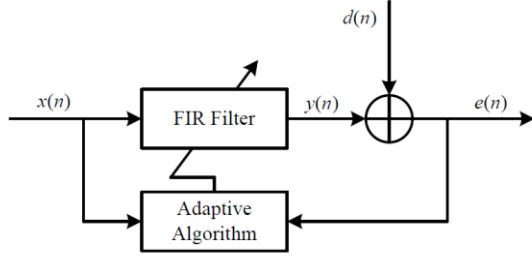 d(n)
x(n)
FIR Filter
y(n)
e(n)
Adaptive
Algorithm